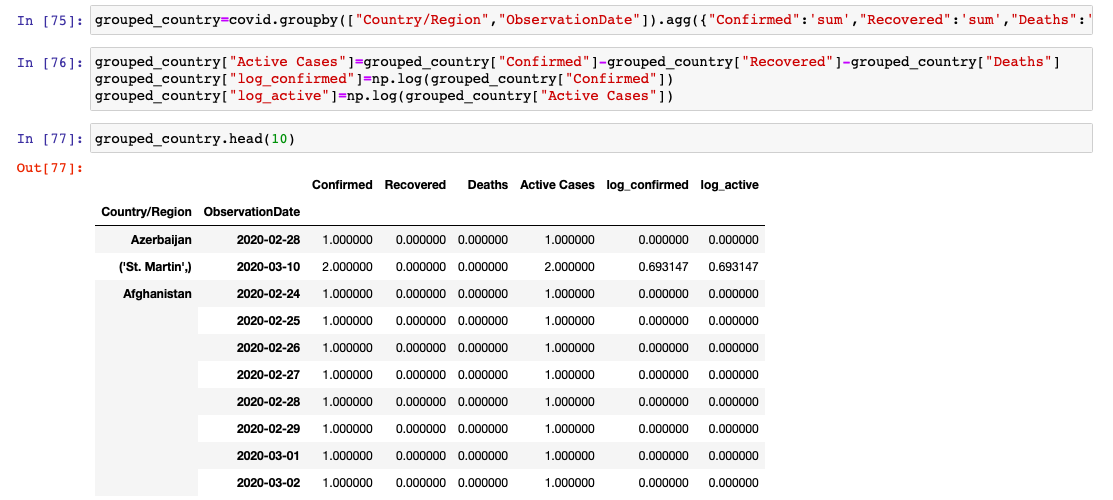 In [75]: grouped_country=covid.groupby(["Country/Region","ObservationDate"]).agg({"Confirmed":'sum',"Recovered":'sum',"Deaths":'
In [76]: grouped_country["Active Cases"]=grouped_country["Confirmed"]-grouped_country["Recovered"]-grouped_country["Deaths"]
grouped_country["log_confirmed"]=np.log(grouped_country["Confirmed"])
grouped_country["log_active"]=np.log(grouped_country["Active Cases"])
In [77]: grouped_country.head(10)
Out[77]:
Confirmed Recovered Deaths Active Cases log_confirmed log_active
Country/Region ObservationDate
Azerbaijan 2020-02-28 1.000000 0.000000 0.000000 1.000000 0.000000 0.000000
('St. Martin',) 2020-03-10 2.000000 0.000000 0.000000 2.000000 0.693147 0.693147
Afghanistan 2020-02-24 1.000000 0.000000 0.000000 1.000000 0.000000 0.000000
2020-02-25 1.000000 0.000000 0.000000 1.000000 0.000000 0.000000
2020-02-26 1.000000 0.000000 0.000000 1.000000 0.000000 0.000000
2020-02-27 1.000000 0.000000 0.000000 1.000000 0.000000 0.000000
2020-02-28 1.000000 0.000000 0.000000 1.000000 0.000000 0.000000
2020-02-29 1.000000 0.000000 0.000000 1.000000 0.000000 0.000000
2020-03-01 1.000000 0.000000 0.000000 1.000000 0.000000 0.000000
2020-03-02 1.000000 0.000000 0.000000 1.000000 0.000000 0.000000